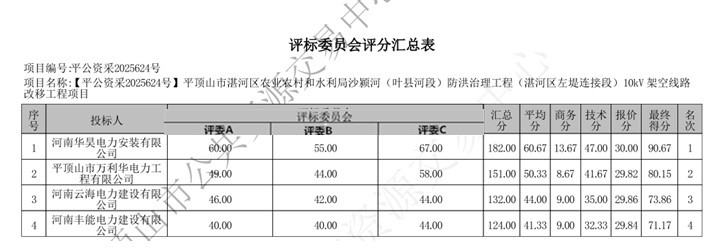 评标委员会评分汇总表
项目编号:平公资采2025624号
项目名称:【平公资采2025624号】平顶山市湛河区农业农村和水利局沙颍河（叶县河段）防洪治理工程（湛河区左堤连接段）10kV 架空线路
改移工程项目
序号 投标人 评标委员会 汇总分 平均分 商务分 技术分 报价分 最终得分 名次
评委A 评委B 评委C
1 河南华昊电力安装有限公司 60.00 55.00 67.00 182.00 60.67 13.67 47.00 30.00 90.67 1
2 平顶山市万利华电力工程有限公司 49.00 44.00 58.00 151.00 50.33 8.67 41.67 29.82 80.15 2
3 河南云海电力建设有限公司 46.00 42.00 44.00 132.00 44.00 9.00 35.00 29.86 73.86 3
4 河南丰能电力建设有限公司 40.00 40.00 44.00 124.00 41.33 9.00 32.33 29.84 71.17 4